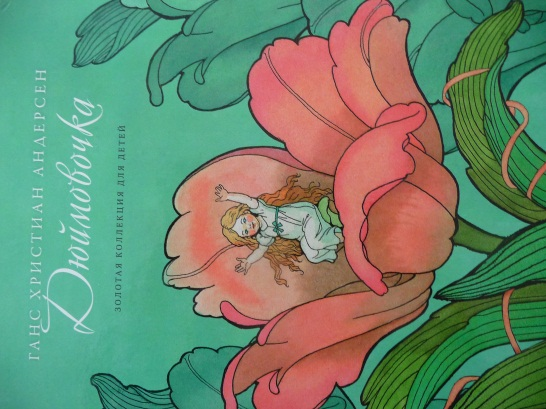 ГАНС ХРИСТИАН АНДЕРСЕН
Дюймовочка
ЗОЛОТАЯ КОЛЛЕКЦИЯ ДЛЯ ДЕТЕЙ